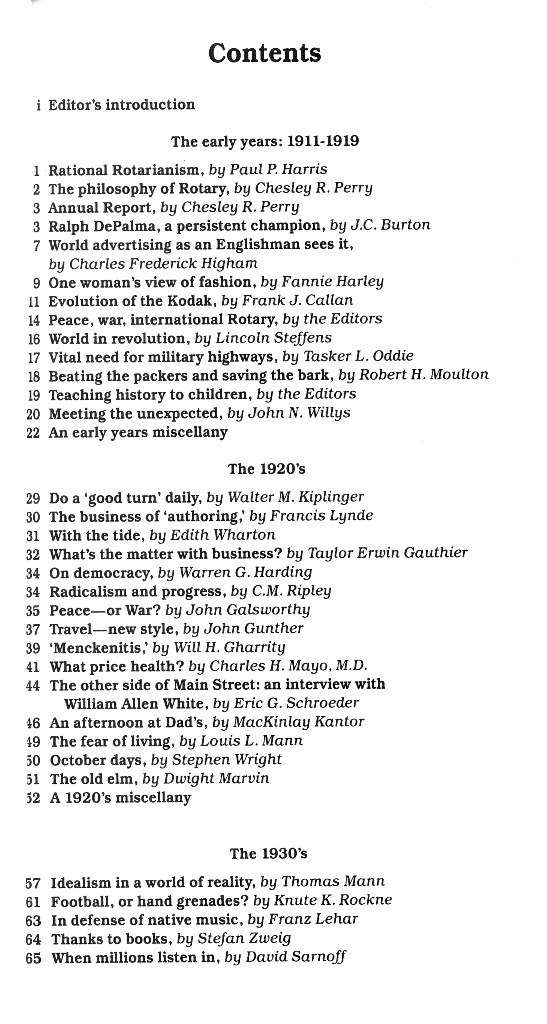 Contents
i Editor's introduction
The early years: 1911-1919
1 Rational Rotarianism, by Paul P. Harris
2 The philosophy of Rotary, by Chesley R. Perry
3 Annual Report, by Chesley R. Perry
3 Ralph DePalma, a persistent champion, by J.C. Burton
7 World advertising as an Englishman sees it,
by Charles Frederick Higham
9 One woman's view of fashion, by Fannie Harley
11 Evolution of the Kodak, by Frank J. Callan
14 Peace, war, international Rotary, by the Editors
16 World in revolution, by Lincoln Steffens
17 Vital need for military highways, by Tasker L. Oddie
18 Beating the packers and saving the bark, by Robert H. Moulton
19 Teaching history to children, by the Editors
20 Meeting the unexpected, by John N. Willys
22 An early years miscellany
The 1920's
29 Do a 'good turn' daily, by Walter M. Kiplinger
30 The business of 'authoring,' by Francis Lynde
31 With the tide, by Edith Wharton
32 What's the matter with business? by Taylor Erwin Gauthier
34 On democracy, by Warren G. Harding
34 Radicalism and progress, by C.M. Ripley
35 Peace—or War? by John Galsworthy
37 Travel—new style, by John Gunther
39 'Menckenitis,' by Will H. Gharrity
41 What price health? by Charles H. Mayo, M.D.
44 The other side of Main Street: an interview with
William Allen White, by Eric G. Schroeder
46 An afternoon at Dad's, by MacKinlay Kantor
49 The fear of living, by Louis L. Mann
50 October days, by Stephen Wright
51 The old elm, by Dwight Marvin
52 A 1920's miscellany
The 1930's
57 Idealism in a world of reality, by Thomas Mann
61 Football, or hand grenades? by Knute K. Rockne
63 In defense of native music, by Franz Lehar
64 Thanks to books, by Stefan Zweig
65 When millions listen in, by David Sarnoff